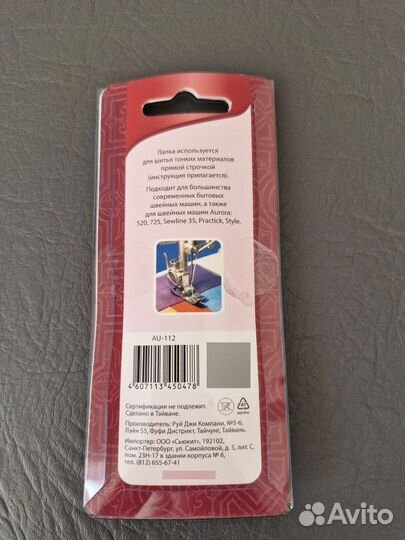 Лапка используется
для шитья тонких материалов
прямой строчкой
(инструкция прилагается).
Подходит для большинства
современных бытовых
швейных машин, а также
для швейных машин Aurora:
520, 725, Sewline 35, Practick, Style.
AU-112
4 607113 450478
Сертификации не подлежит.
Сделано в Тайване.
Производитель: Руй Джи Компани, №5-6,
Лэйн 55, Фуфи Дистрикт, Тайчунг, Тайвань.
Импортер: ООО «Сьюкит», 192102,
Санкт-Петербург, ул. Самойловой, д. 5, лит. С,
пом. 23Н-17 в здании корпуса № 6,
тел. (812) 655-67-41
Avito